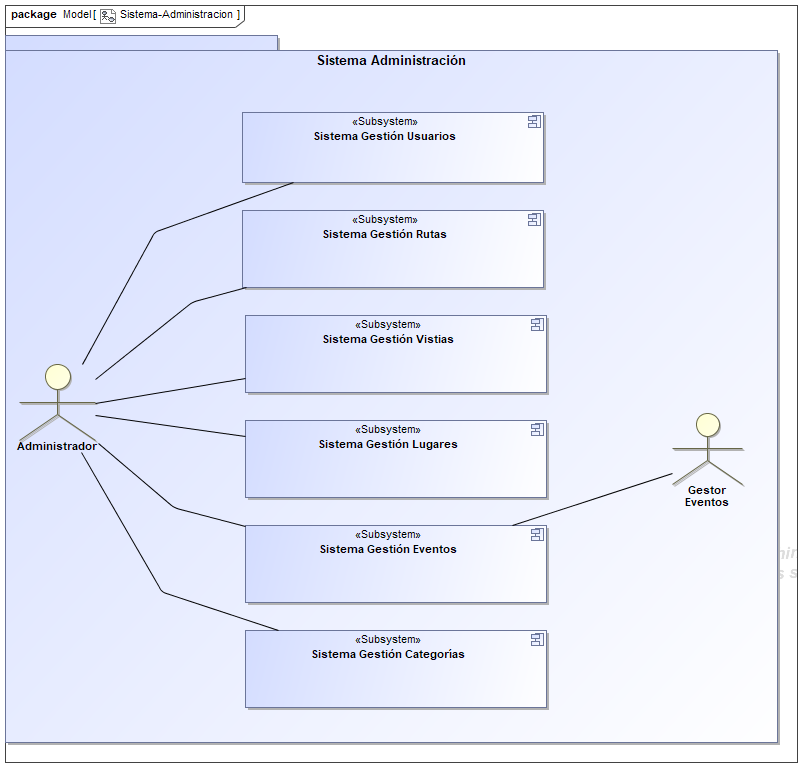 package Model[ Sistema-Administracion ]
Sistema Administración
«Subsystem»
Sistema Gestión Usuarios
«Subsystem»
Sistema Gestión Rutas
«Subsystem»
Sistema Gestión Vistias
«Subsystem»
Sistema Gestión Lugares
Administrador
Gestor
Eventos
«Subsystem»
Sistema Gestión Eventos
«Subsystem»
Sistema Gestión Categorías